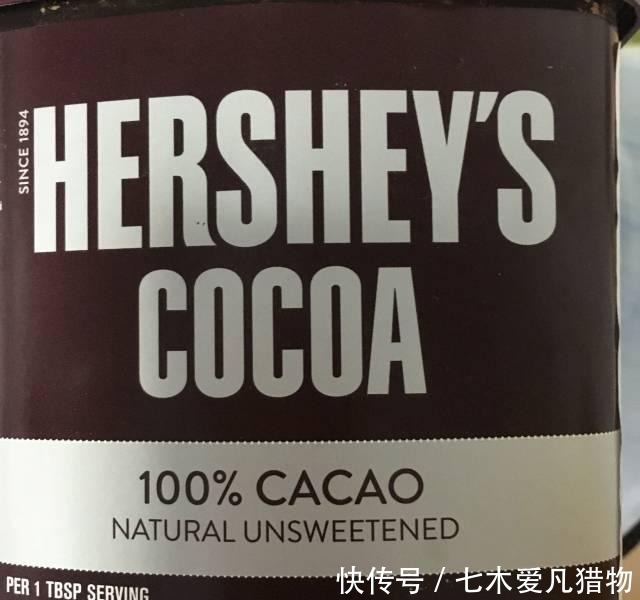 SINCE 1894
HERSHEY'S
COCOA
100% CACAO
NATURAL UNSWEETENED
PER 1 TBSP SERVING
快传号 / 七木爱凡猎物